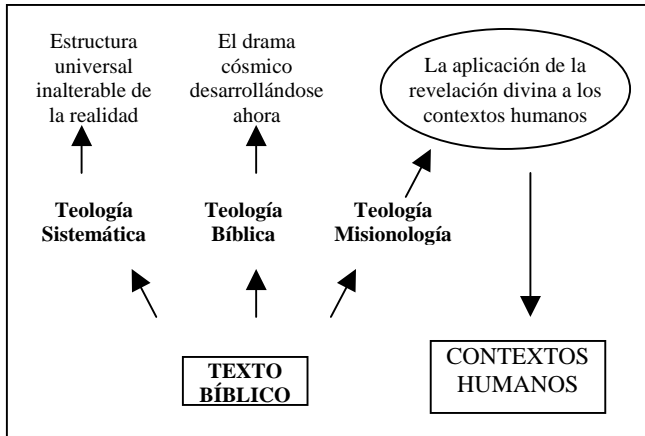 Estructura
universal
inalterable de
la realidad
El drama
cósmico
desarrollándose
ahora
La aplicación de la
revelación divina a los
contextos humanos
Teología
Sistemática
Teología
Bíblica
Teología
Misionología
TEXTO
BÍBLICO
CONTEXTOS
HUMANOS